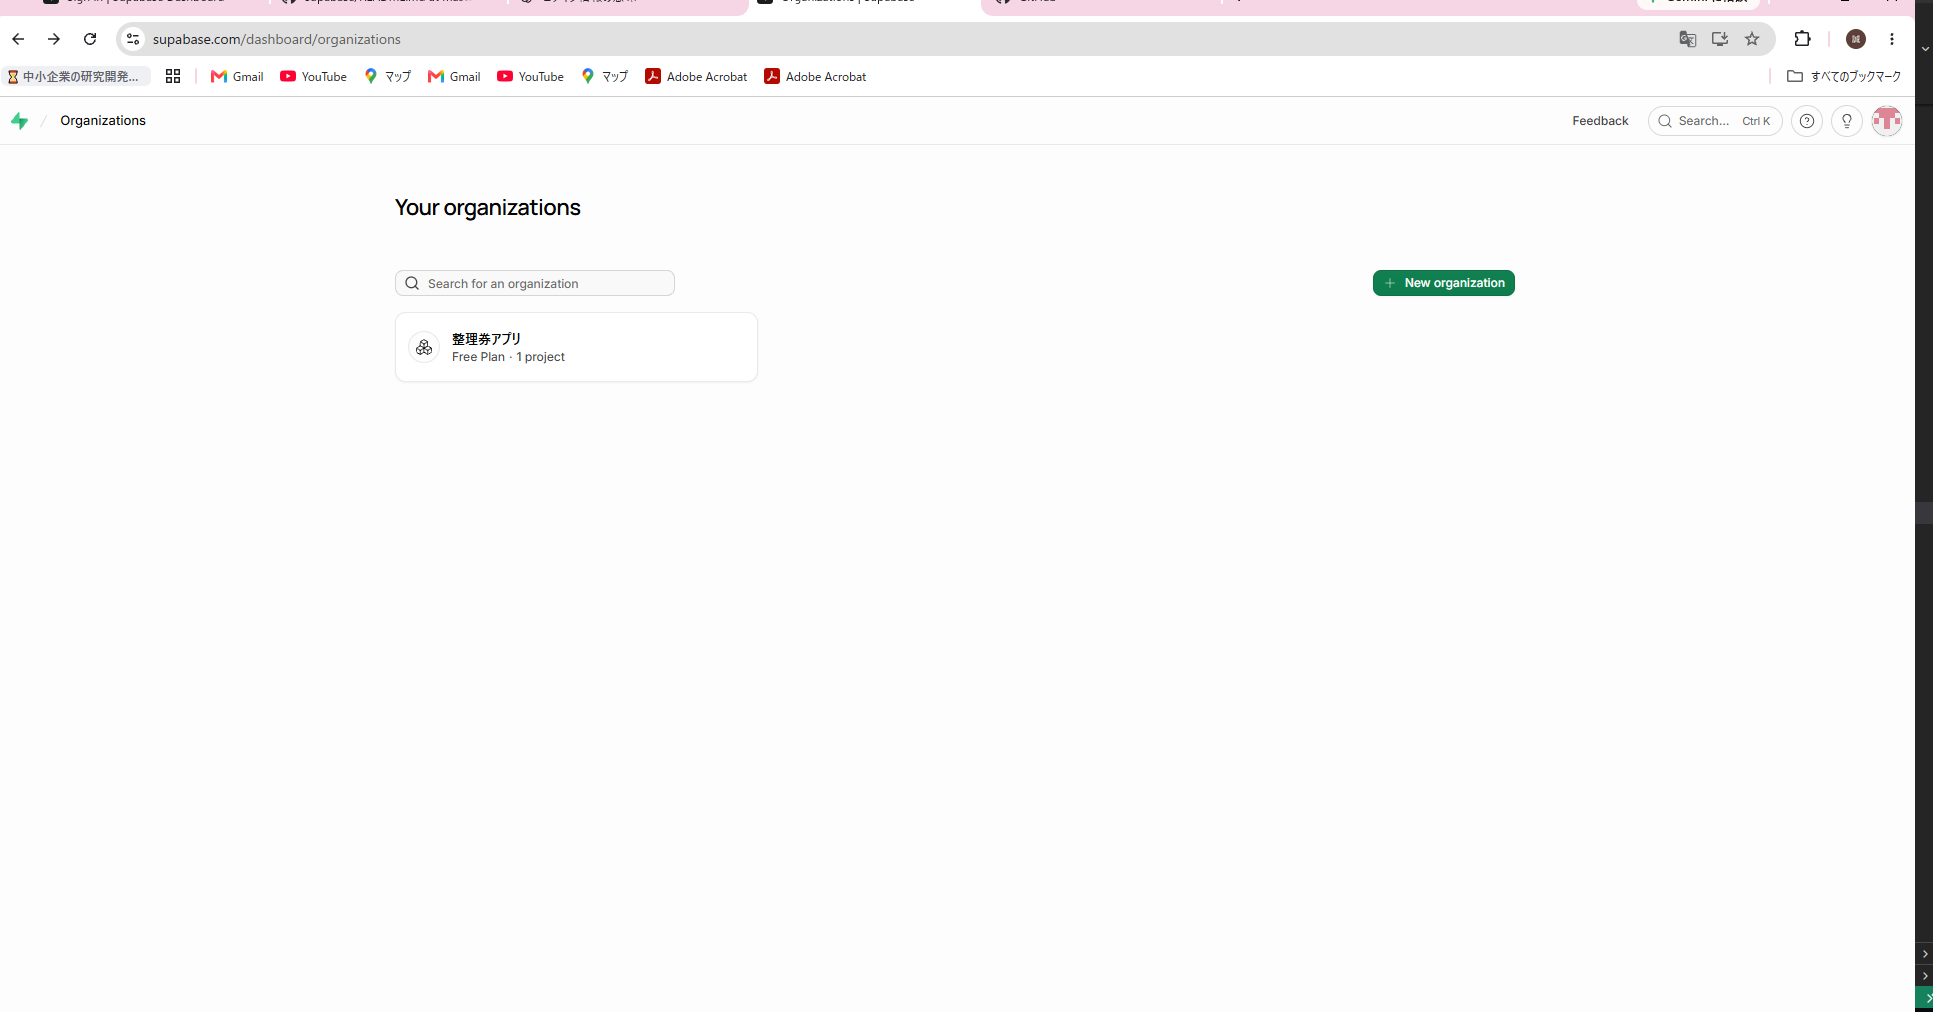 supabase.com/dashboard/organizations
中小企業の研究開発...
Gmail
YouTube
マップ
Gmail
YouTube
マップ
Adobe Acrobat
Adobe Acrobat
すべてのブックマーク
/ Organizations
Feedback
Search...
Ctrl K
Your organizations
Search for an organization
+ New organization
整理券アプリ
Free Plan · 1 project